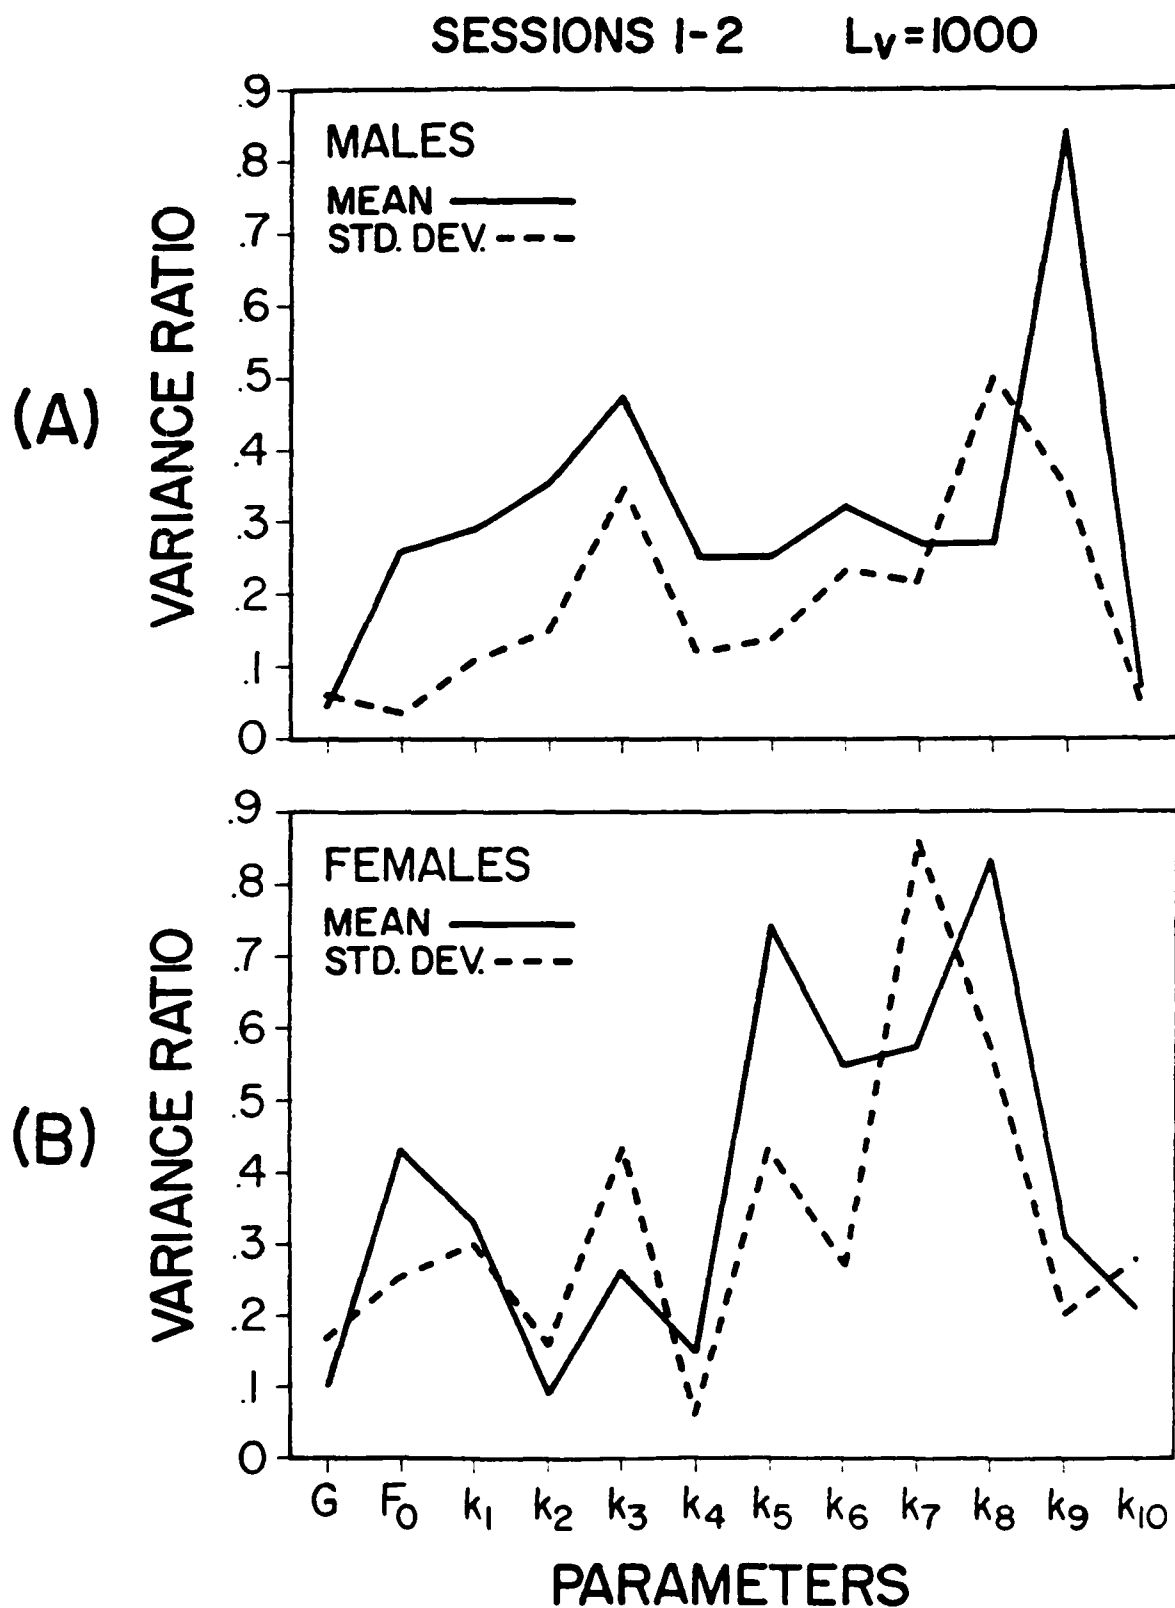 SESSIONS 1-2 Lv=1000
(A)
VARIANCE RATIO
.9
.8
.7
.6
.5
.4
.3
.2
.1
0
MALES
MEAN
STD. DEV.
(B)
VARIANCE RATIO
.9
.8
.7
.6
.5
.4
.3
.2
.1
0
FEMALES
MEAN
STD. DEV.
G F0 k1 k2 k3 k4 k5 k6 k7 k8 k9 k10
PARAMETERS